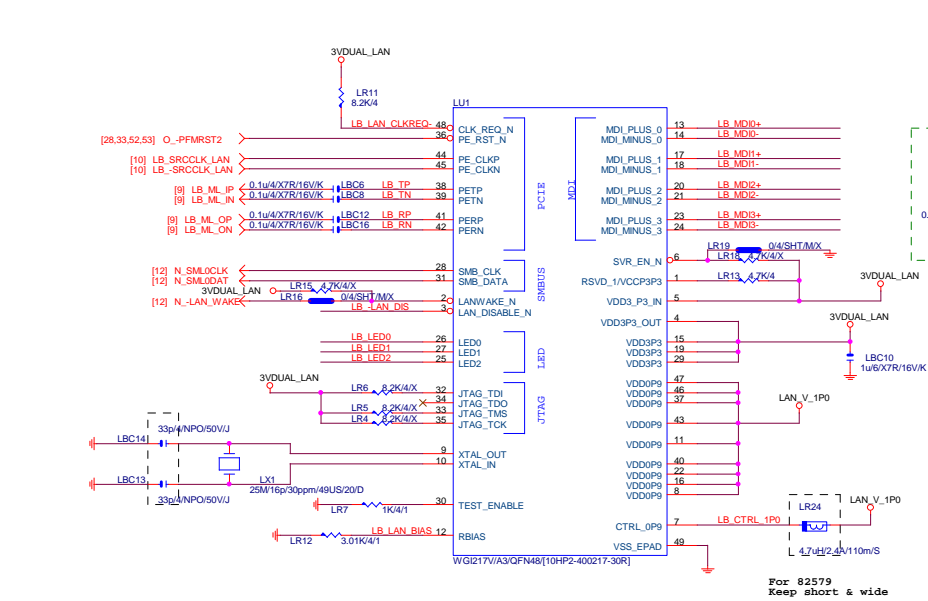 3VDUAL_LAN
LR11
8.2K/4
LU1
LB_LAN_CLKREQ- 48 CLK_REQ_N
[28,33,52,53] O_-PFMRST2 36 PE_RST_N
[10] LB_SRCCLK_LAN 44 PE_CLKP
[10] LB_-SRCCLK_LAN 45 PE_CLKN
[9] LB_ML_IP 0.1u/4/X7R/16V/K LBC6 LB_TP 38 PETP
[9] LB_ML_IN LBC8 LB_TN 39 PETN
[9] LB_ML_OP 0.1u/4/X7R/16V/K LBC12 LB_RP 41 PERP
[9] LB_ML_ON LBC16 LB_RN 42 PERN
PCIE
[12] N_SML0CLK 28 SMB_CLK
[12] N_SML0DAT 31 SMB_DATA
SMBUS
3VDUAL_LAN LR15 4.7K/4/X
[12] N_-LAN_WAKE LR16 0/4/SHT/M/X 2 LANWAKE_N
LB_-LAN_DIS 3 LAN_DISABLE_N
LB_LED0 26 LED0
LB_LED1 27 LED1
LB_LED2 25 LED2
LED
3VDUAL_LAN
LR6 8.2K/4/X 32 JTAG_TDI
34 JTAG_TDO
LR5 8.2K/4/X 33 JTAG_TMS
LR4 8.2K/4/X 35 JTAG_TCK
JTAG
33p/4/NPO/50V/J
LBC14
9 XTAL_OUT
10 XTAL_IN
LBC13
LX1
25M/16p/30ppm/49US/20/D
33p/4/NPO/50V/J
LR7 1K/4/1 30 TEST_ENABLE
LR12 3.01K/4/1 LB_LAN_BIAS 12 RBIAS
WGI217V/A3/QFN48/[10HP2-400217-30R]
MDI
MDI_PLUS_0 13 LB_MDI0+
MDI_MINUS_0 14 LB_MDI0-
MDI_PLUS_1 17 LB_MDI1+
MDI_MINUS_1 18 LB_MDI1-
MDI_PLUS_2 20 LB_MDI2+
MDI_MINUS_2 21 LB_MDI2-
MDI_PLUS_3 23 LB_MDI3+
MDI_MINUS_3 24 LB_MDI3-
LR19 0/4/SHT/M/X
SVR_EN_N 6 LR18 4.7K/4/X
RSVD_1/VCCP3P3 1 LR13 4.7K/4
3VDUAL_LAN
VDD3_P3_IN 5
VDD3P3_OUT 4
3VDUAL_LAN
VDD3P3 15
VDD3P3 19
VDD3P3 29
LBC10
1u/6/X7R/16V/K
VDD0P9 47
VDD0P9 46
VDD0P9 37
LAN_V_1P0
VDD0P9 43
VDD0P9 11
VDD0P9 40
VDD0P9 22
VDD0P9 16
VDD0P9 8
LAN_V_1P0
LR24
CTRL_0P9 7 LB_CTRL_1P0
4.7uH/2.4A/110m/S
VSS_EPAD 49
For 82579
Keep short & wide